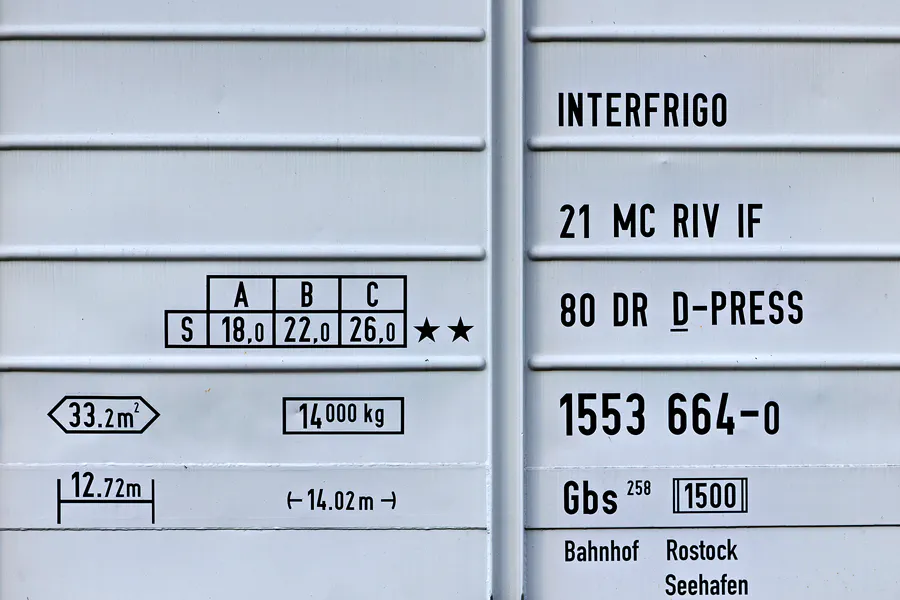 INTERFRIGO
21 MC RIV IF
80 DR D-PRESS
A B C
S 18,0 22,0 26,0 ★★
33.2m² 14000 kg
1553 664-0
12.72m 14.02m
Gbs 258 1500
Bahnhof Rostock
Seehafen